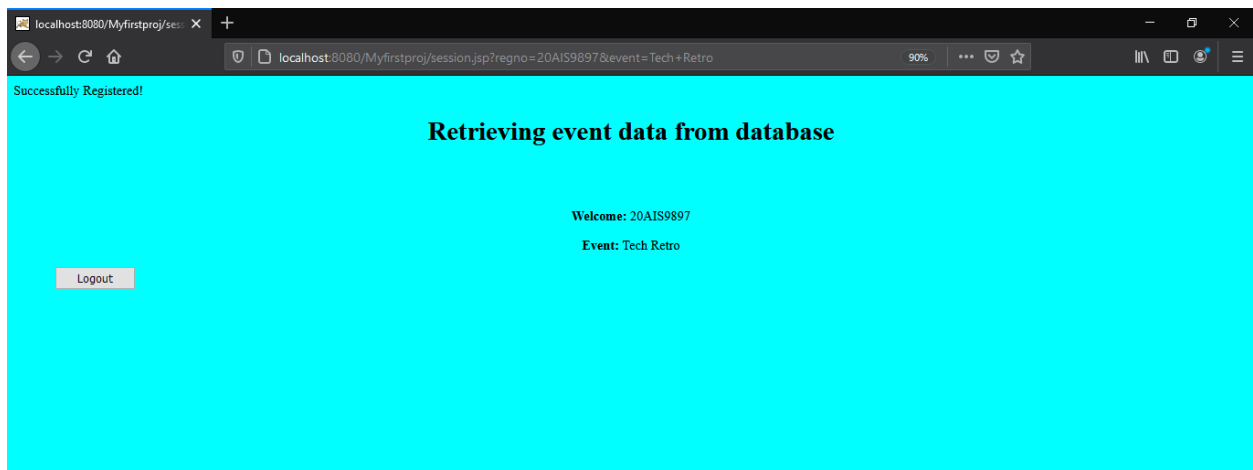 localhost:8080/Myfirstproj/sess
localhost:8080/Myfirstproj/session.jsp?regno=20AIS9897&event=Tech+Retro
90%
Successfully Registered!
Retrieving event data from database
Welcome: 20AIS9897
Event: Tech Retro
Logout